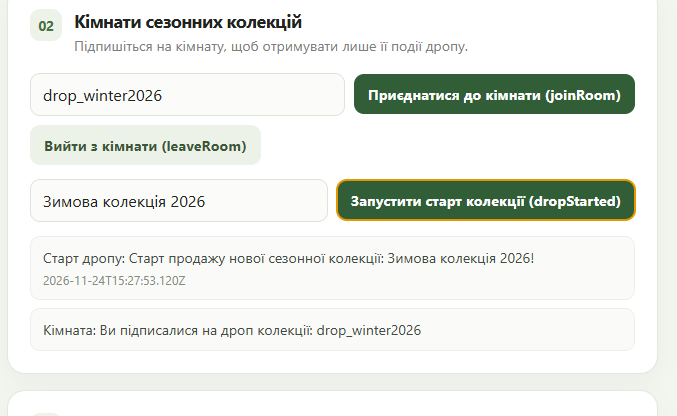 02
Кімнати сезонних колекцій
Підпишіться на кімнату, щоб отримувати лише її події дропу.
drop_winter2026
Приєднатися до кімнати (joinRoom)
Вийти з кімнати (leaveRoom)
Зимова колекція 2026
Запустити старт колекції (dropStarted)
Старт дропу: Старт продажу нової сезонної колекції: Зимова колекція 2026!
2026-11-24T15:27:53.120Z
Кімната: Ви підписалися на дроп колекції: drop_winter2026